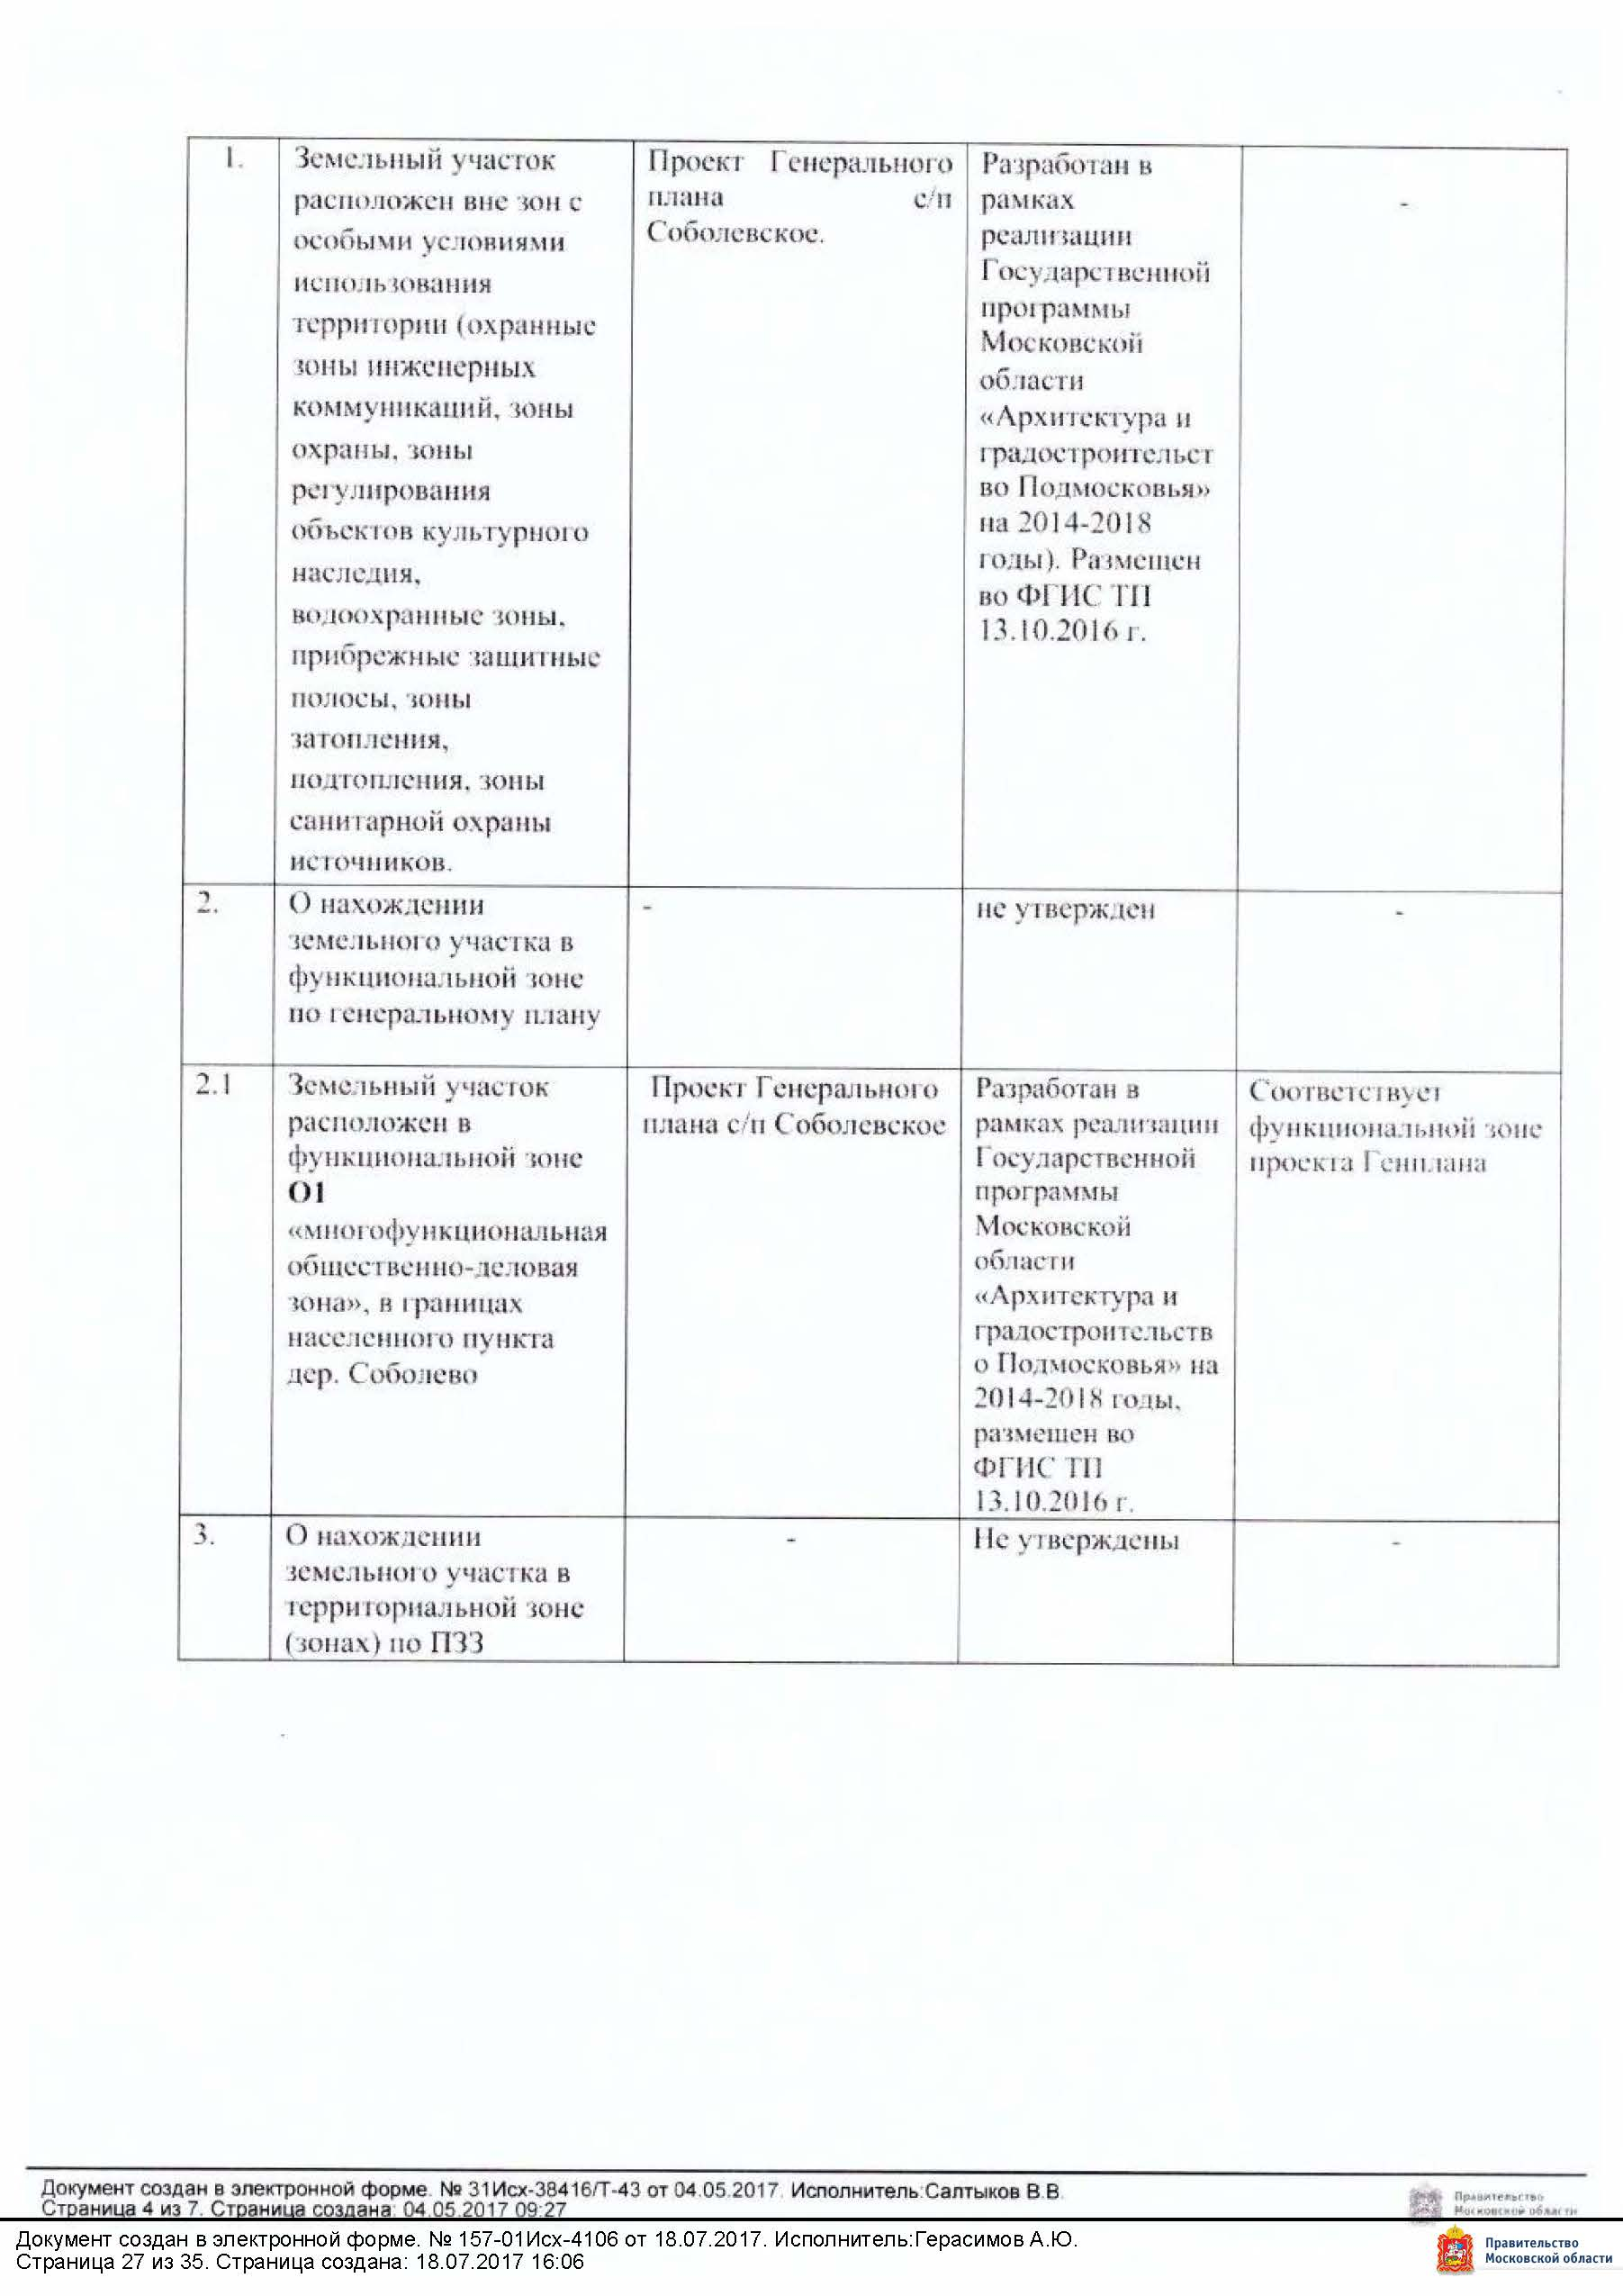 1.
Земельный участок
расположен вне зон с
особыми условиями
использования
территории (охранные
зоны инженерных
коммуникаций, зоны
охраны, зоны
регулирования
объектов культурного
наследия,
водоохранные зоны,
прибрежные защитные
полосы, зоны
затопления,
подтопления, зоны
санитарной охраны
источников.
Проект Генерального
плана с/п
Соболевское.
Разработан в
рамках
реализации
Государственной
программы
Московской
области
«Архитектура и
градостроительст
во Подмосковья»
на 2014-2018
годы). Размещен
во ФГИС ТП
13.10.2016 г.
-
2.
О нахождении
земельного участка в
функциональной зоне
по генеральному плану
-
не утвержден
-
2.1
Земельный участок
расположен в
функциональной зоне
О1
«многофункциональная
общественно-деловая
зона», в границах
населенного пункта
дер. Соболево
Проект Генерального
плана с/п Соболевское
Разработан в
рамках реализации
Государственной
программы
Московской
области
«Архитектура и
градостроительств
о Подмосковья» на
2014-2018 годы,
размещен во
ФГИС ТП
13.10.2016 г.
Соответствует
функциональной зоне
проекта Генплана
3.
О нахождении
земельного участка в
территориальной зоне
(зонах) по ПЗЗ
-
Не утверждены
-
Документ создан в электронной форме. № 31Исх-38416/Т-43 от 04.05.2017. Исполнитель:Салтыков В.В.
Страница 4 из 7. Страница создана: 04.05.2017 09:27
Правительство
Московской области
Документ создан в электронной форме. № 157-01Исх-4106 от 18.07.2017. Исполнитель:Герасимов А.Ю.
Страница 27 из 35. Страница создана: 18.07.2017 16:06
Правительство
Московской области